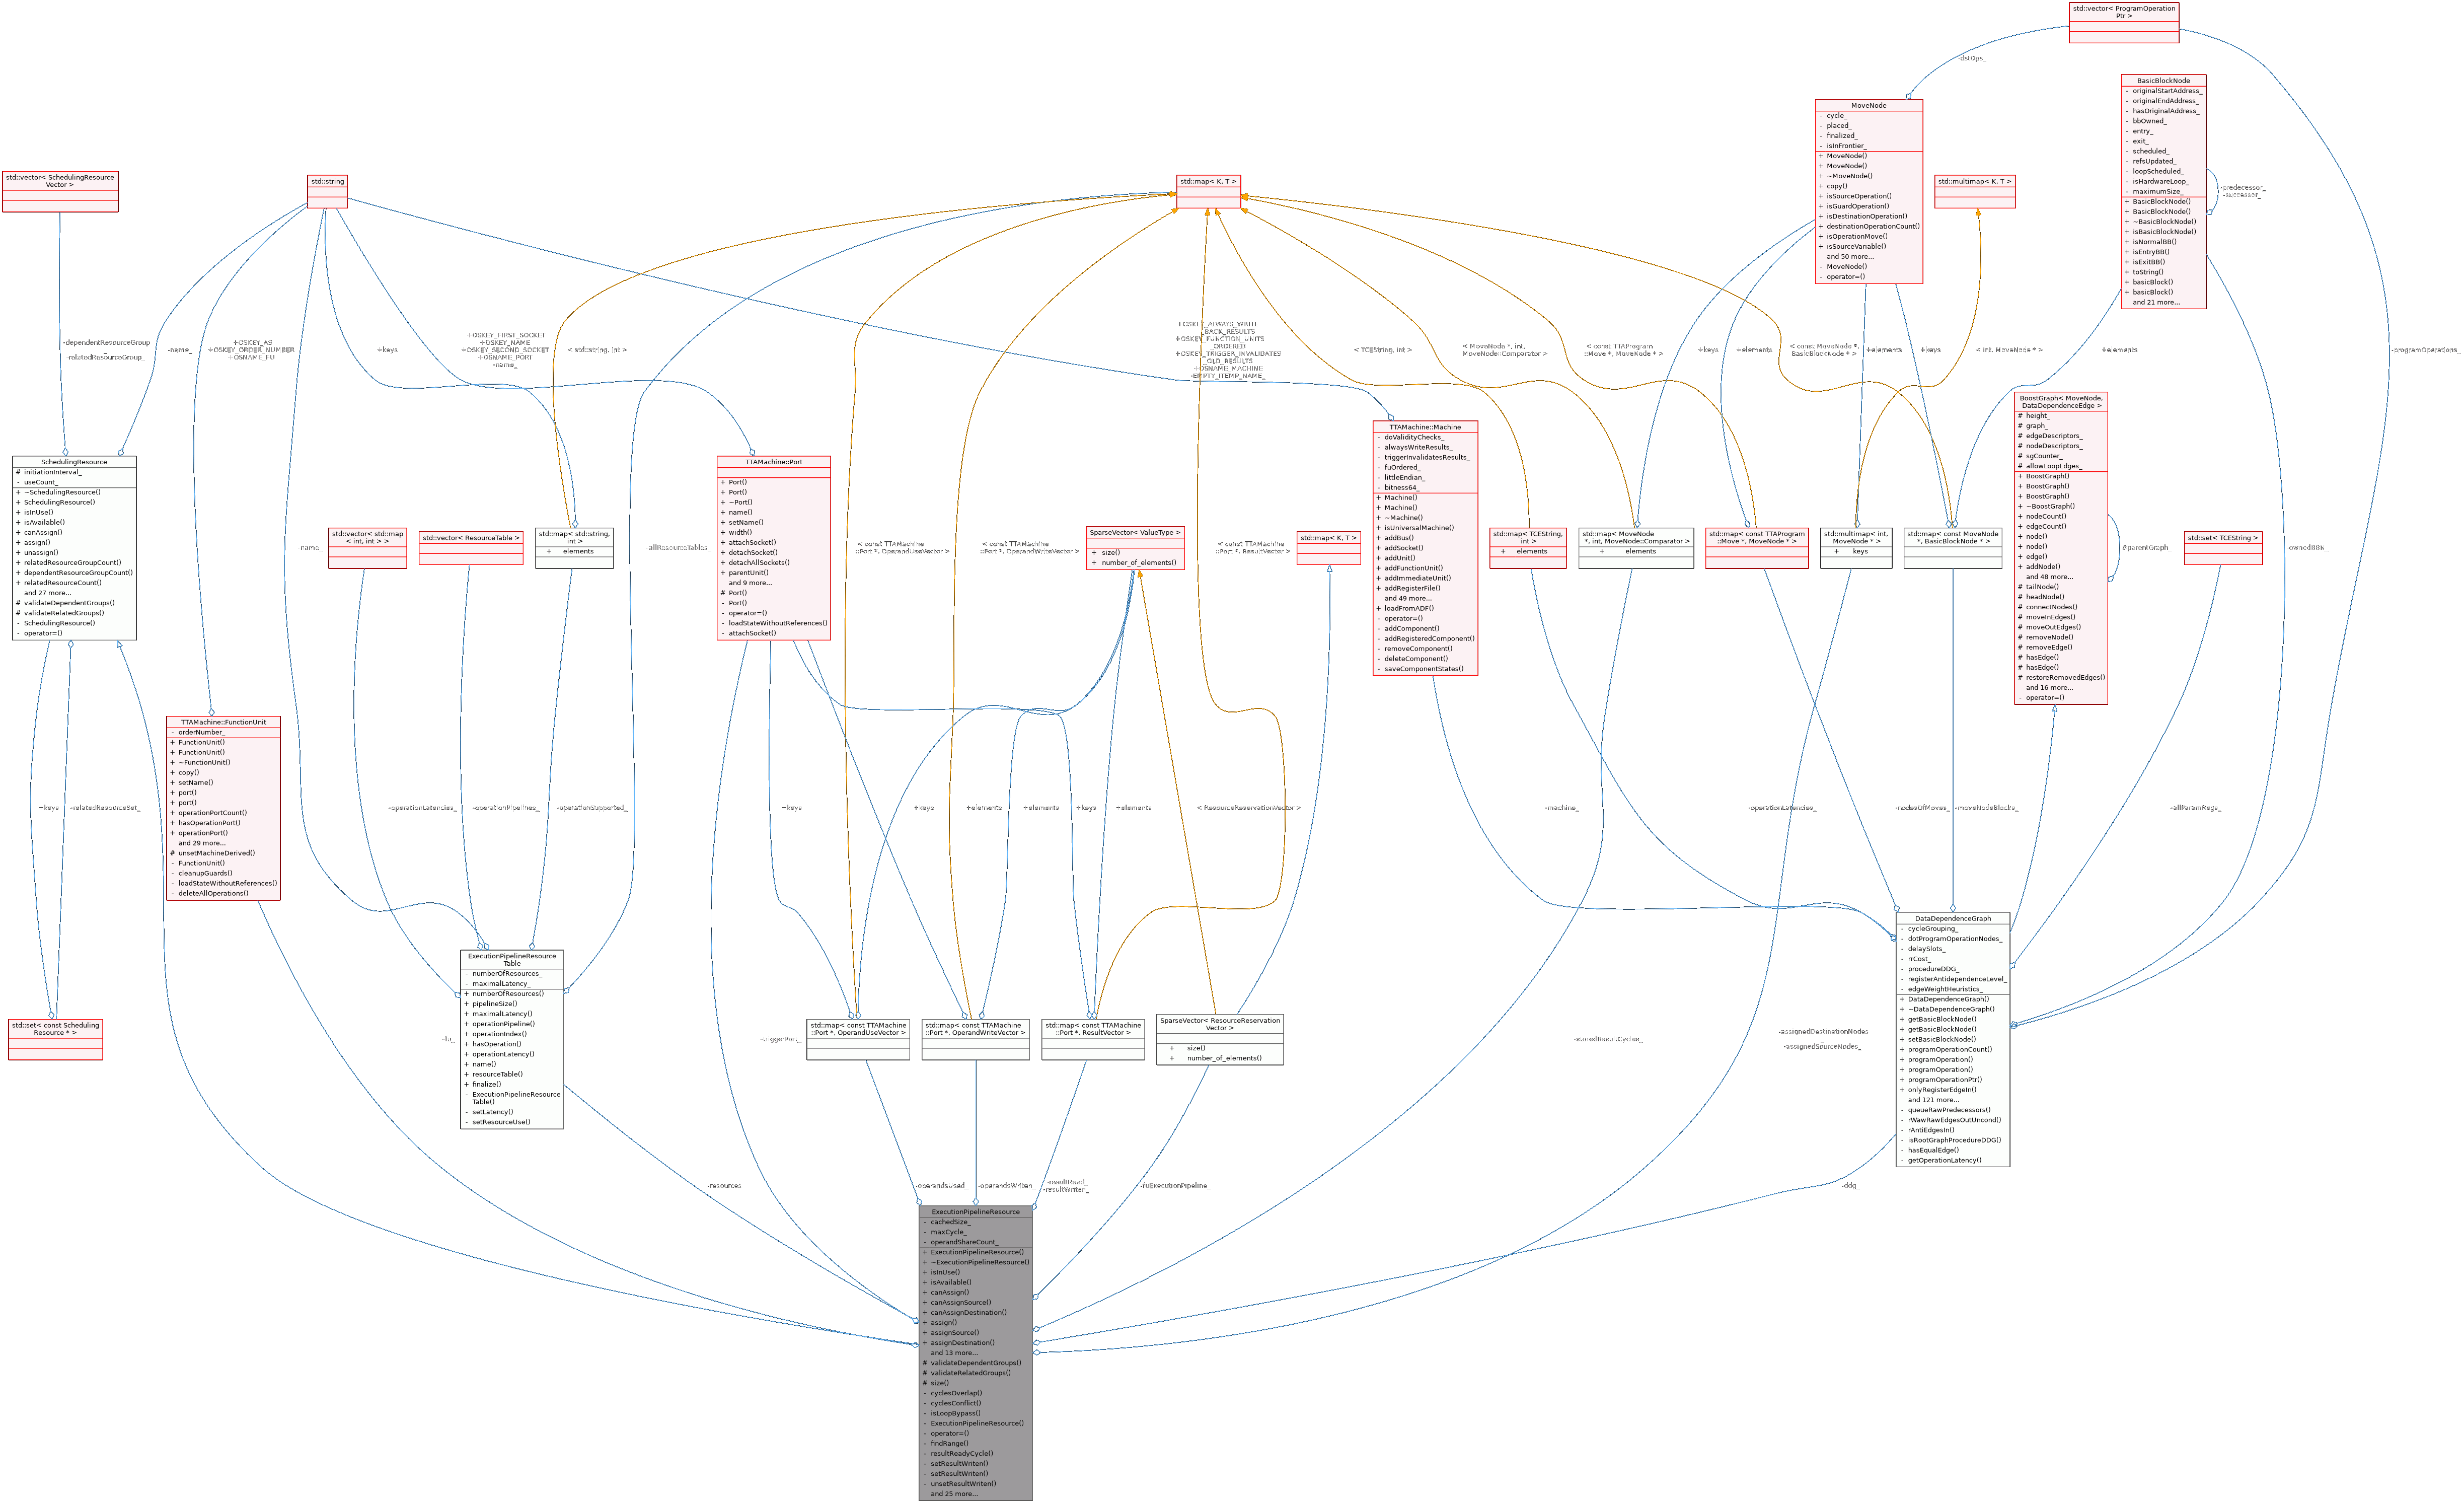 std::vector< ProgramOperation
Ptr >
-dstOps_
BasicBlockNode
- originalStartAddress_
- originalEndAddress_
- hasOriginalAddress_
- bbOwned_
- entry_
- exit_
- scheduled_
- refsUpdated_
- loopScheduled_
- isHardwareLoop_
- maximumSize_
+ BasicBlockNode()
+ BasicBlockNode()
+ ~BasicBlockNode()
+ isBasicBlockNode()
+ isNormalBB()
+ isEntryBB()
+ isExitBB()
+ toString()
+ basicBlock()
+ basicBlock()
and 21 more...
-predecessor_
-successor_
MoveNode
- cycle_
- placed_
- finalized_
- isInFrontier_
+ MoveNode()
+ MoveNode()
+ ~MoveNode()
+ copy()
+ isSourceOperation()
+ isGuardOperation()
+ isDestinationOperation()
+ destinationOperationCount()
+ isOperationMove()
+ isSourceVariable()
and 50 more...
- MoveNode()
- operator=()
std::vector< SchedulingResource
Vector >
std::string
std::map< K, T >
std::multimap< K, T >
-dependentResourceGroup
_
-relatedResourceGroup_
-name_
+OSKEY_AS
+OSKEY_ORDER_NUMBER
+OSNAME_FU
+keys
+OSKEY_FIRST_SOCKET
+OSKEY_NAME
+OSKEY_SECOND_SOCKET
+OSNAME_PORT
-name_
< std::string, int >
+OSKEY_ALWAYS_WRITE
_BACK_RESULTS
+OSKEY_FUNCTION_UNITS
_ORDERED
+OSKEY_TRIGGER_INVALIDATES
_OLD_RESULTS
+OSNAME_MACHINE
-EMPTY_ITEMP_NAME_
< TCEString, int >
< MoveNode *, int,
MoveNode::Comparator >
< const TTAProgram
::Move *, MoveNode * >
+keys
+elements
< const MoveNode *,
BasicBlockNode * >
+elements
+keys
< int, MoveNode * >
+elements
-programOperations_
SchedulingResource
# initiationInterval_
- useCount_
+ ~SchedulingResource()
+ SchedulingResource()
+ isInUse()
+ isAvailable()
+ canAssign()
+ assign()
+ unassign()
+ relatedResourceGroupCount()
+ dependentResourceGroupCount()
+ relatedResourceCount()
and 27 more...
# validateDependentGroups()
# validateRelatedGroups()
- SchedulingResource()
- operator=()
-name_
std::vector< std::map
< int, int > >
std::vector< ResourceTable >
std::map< std::string,
int >
+ elements
-allResourceTables_
TTAMachine::Port
+ Port()
+ Port()
+ ~Port()
+ name()
+ setName()
+ width()
+ attachSocket()
+ detachSocket()
+ detachAllSockets()
+ parentUnit()
and 9 more...
# Port()
- Port()
- operator=()
- loadStateWithoutReferences()
- attachSocket()
< const TTAMachine
::Port *, OperandUseVector >
< const TTAMachine
::Port *, OperandWriteVector >
SparseVector< ValueType >
+ size()
+ number_of_elements()
< const TTAMachine
::Port *, ResultVector >
std::map< K, T >
TTAMachine::Machine
- doValidityChecks_
- alwaysWriteResults_
- triggerInvalidatesResults_
- fuOrdered_
- littleEndian_
- bitness64_
+ Machine()
+ Machine()
+ ~Machine()
+ isUniversalMachine()
+ addBus()
+ addSocket()
+ addUnit()
+ addFunctionUnit()
+ addImmediateUnit()
+ addRegisterFile()
and 49 more...
+ loadFromADF()
- operator=()
- addComponent()
- addRegisteredComponent()
- removeComponent()
- deleteComponent()
- saveComponentStates()
std::map< TCEString,
int >
+ elements
std::map< MoveNode
*, int, MoveNode::Comparator >
+ elements
std::map< const TTAProgram
::Move *, MoveNode * >
std::multimap< int,
MoveNode * >
+ keys
std::map< const MoveNode
*, BasicBlockNode * >
BoostGraph< MoveNode,
DataDependenceEdge >
# height_
# graph_
# edgeDescriptors_
# nodeDescriptors_
# sgCounter_
# allowLoopEdges_
+ BoostGraph()
+ BoostGraph()
+ BoostGraph()
+ ~BoostGraph()
+ nodeCount()
+ edgeCount()
+ node()
+ node()
+ edge()
+ addNode()
and 48 more...
# tailNode()
# headNode()
# connectNodes()
# moveInEdges()
# moveOutEdges()
# removeNode()
# removeEdge()
# hasEdge()
# hasEdge()
# restoreRemovedEdges()
and 16 more...
- operator=()
#parentGraph_
std::set< TCEString >
-ownedBBN_
TTAMachine::FunctionUnit
- orderNumber_
+ FunctionUnit()
+ FunctionUnit()
+ ~FunctionUnit()
+ copy()
+ setName()
+ port()
+ port()
+ operationPortCount()
+ hasOperationPort()
+ operationPort()
and 29 more...
# unsetMachineDerived()
- FunctionUnit()
- cleanupGuards()
- loadStateWithoutReferences()
- deleteAllOperations()
+keys
-relatedResourceSet_
-operationLatencies_
-operationPipelines_
-operationSupported_
+keys
+keys
+elements
+elements
+keys
+elements
< ResourceReservationVector >
-machine_
-operationLatencies_
-nodesOfMoves_
-moveNodeBlocks_
-allParamRegs_
std::set< const Scheduling
Resource * >
-fu_
ExecutionPipelineResource
Table
- numberOfResources_
- maximalLatency_
+ numberOfResources()
+ pipelineSize()
+ maximalLatency()
+ operationPipeline()
+ operationIndex()
+ hasOperation()
+ operationLatency()
+ name()
+ resourceTable()
+ finalize()
- ExecutionPipelineResource
Table()
- setLatency()
- setResourceUse()
-triggerPort_
std::map< const TTAMachine
::Port *, OperandUseVector >
std::map< const TTAMachine
::Port *, OperandWriteVector >
std::map< const TTAMachine
::Port *, ResultVector >
SparseVector< ResourceReservation
Vector >
+ size()
+ number_of_elements()
-storedResultCycles_
-assignedDestinationNodes
_
-assignedSourceNodes_
DataDependenceGraph
- cycleGrouping_
- dotProgramOperationNodes_
- delaySlots_
- rrCost_
- procedureDDG_
- registerAntidependenceLevel_
- edgeWeightHeuristics_
+ DataDependenceGraph()
+ ~DataDependenceGraph()
+ getBasicBlockNode()
+ getBasicBlockNode()
+ setBasicBlockNode()
+ programOperationCount()
+ programOperation()
+ programOperation()
+ programOperationPtr()
+ onlyRegisterEdgeIn()
and 121 more...
- queueRawPredecessors()
- rWawRawEdgesOutUncond()
- rAntiEdgesIn()
- isRootGraphProcedureDDG()
- hasEqualEdge()
- getOperationLatency()
-resources
-operandsUsed_
-operandsWriten_
-resultRead_
-resultWriten_
-fuExecutionPipeline_
-ddg_
ExecutionPipelineResource
- cachedSize_
- maxCycle_
- operandShareCount_
+ ExecutionPipelineResource()
+ ~ExecutionPipelineResource()
+ isInUse()
+ isAvailable()
+ canAssign()
+ canAssignSource()
+ canAssignDestination()
+ assign()
+ assignSource()
+ assignDestination()
and 13 more...
# validateDependentGroups()
# validateRelatedGroups()
# size()
- cyclesOverlap()
- cyclesConflict()
- isLoopBypass()
- ExecutionPipelineResource()
- operator=()
- findRange()
- resultReadyCycle()
- setResultWriten()
- setResultWriten()
- unsetResultWriten()
and 25 more...